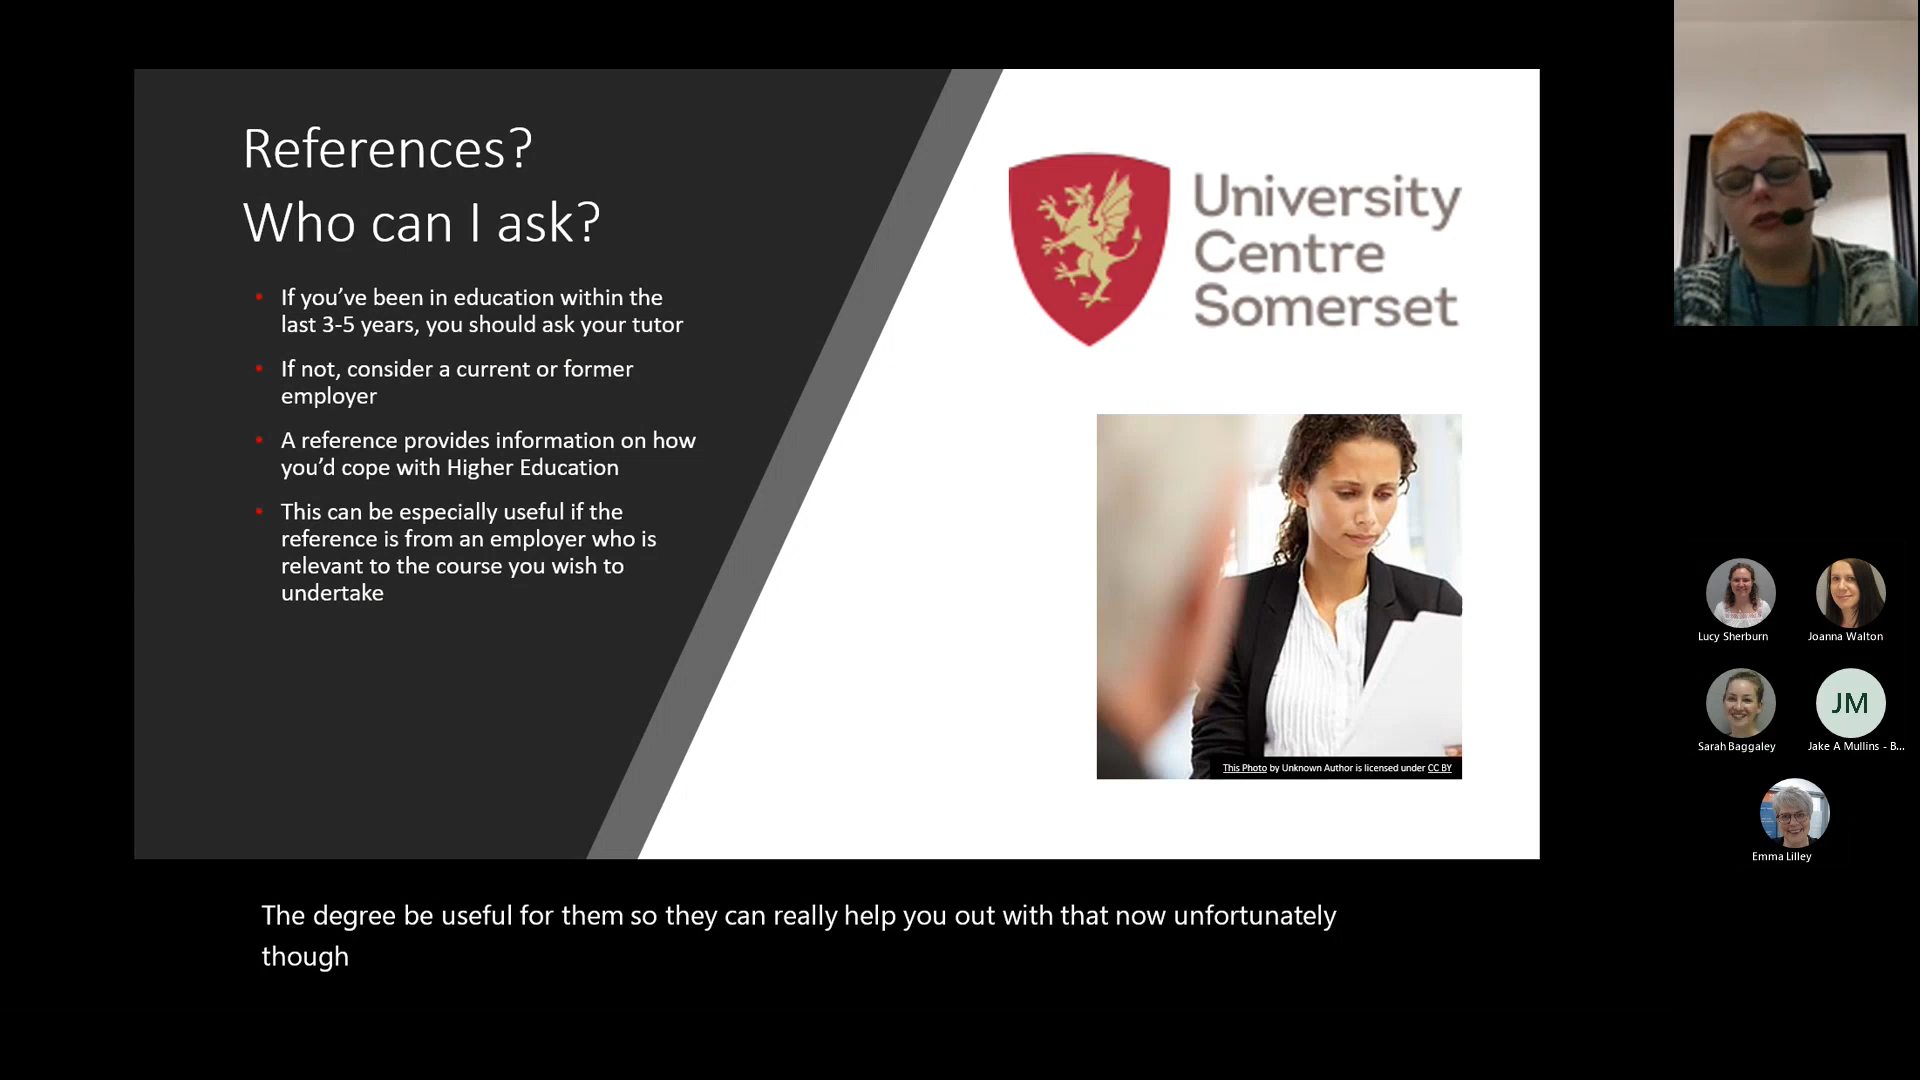 References?
Who can I ask?
• If you’ve been in education within the
last 3-5 years, you should ask your tutor
• If not, consider a current or former
employer
• A reference provides information on how
you’d cope with Higher Education
• This can be especially useful if the
reference is from an employer who is
relevant to the course you wish to
undertake
University
Centre
Somerset
This Photo by Unknown Author is licensed under CC BY
Lucy Sherburn
Joanna Walton
Sarah Baggaley
JM
Jake A Mullins - B...
Emma Lilley
The degree be useful for them so they can really help you out with that now unfortunately
though